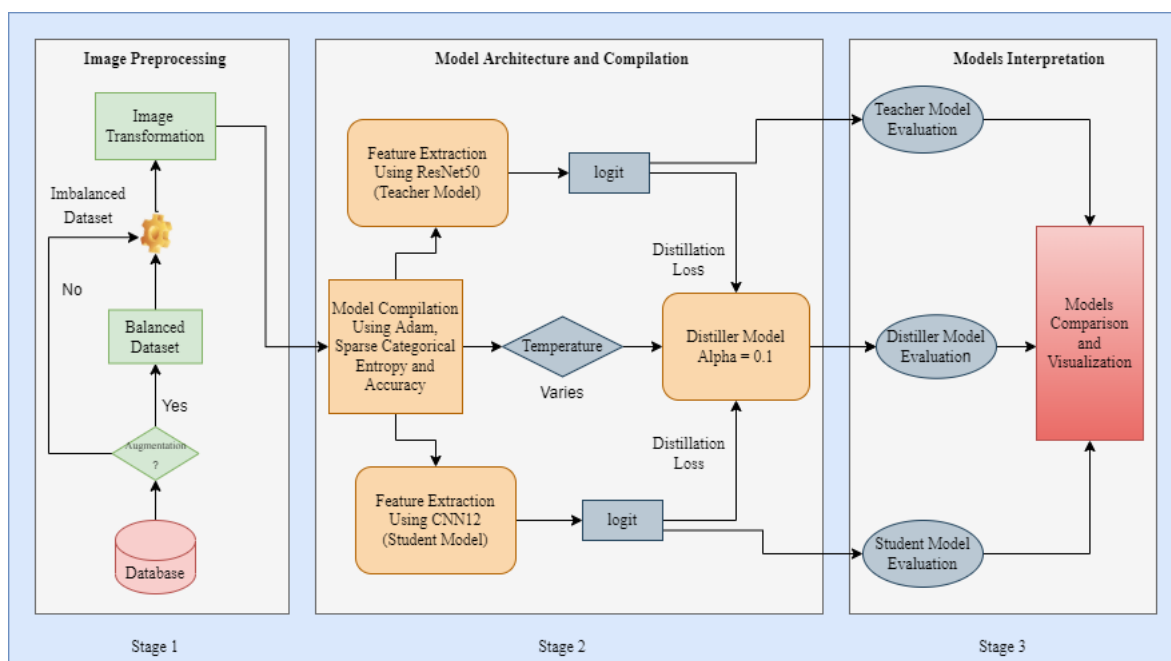 Image Preprocessing
Image
Transformation
Imbalanced
Dataset
No
Balanced
Dataset
Yes
Augmentation
?
Database
Stage 1
Model Architecture and Compilation
Feature Extraction
Using ResNet50
(Teacher Model)
logit
Distillation
Loss
Model Compilation
Using Adam,
Sparse Categorical
Entropy and
Accuracy
Temperature
Varies
Distiller Model
Alpha = 0.1
Distillation
Loss
Feature Extraction
Using CNN12
(Student Model)
logit
Stage 2
Models Interpretation
Teacher Model
Evaluation
Distiller Model
Evaluation
Models
Comparison
and
Visualization
Student Model
Evaluation
Stage 3